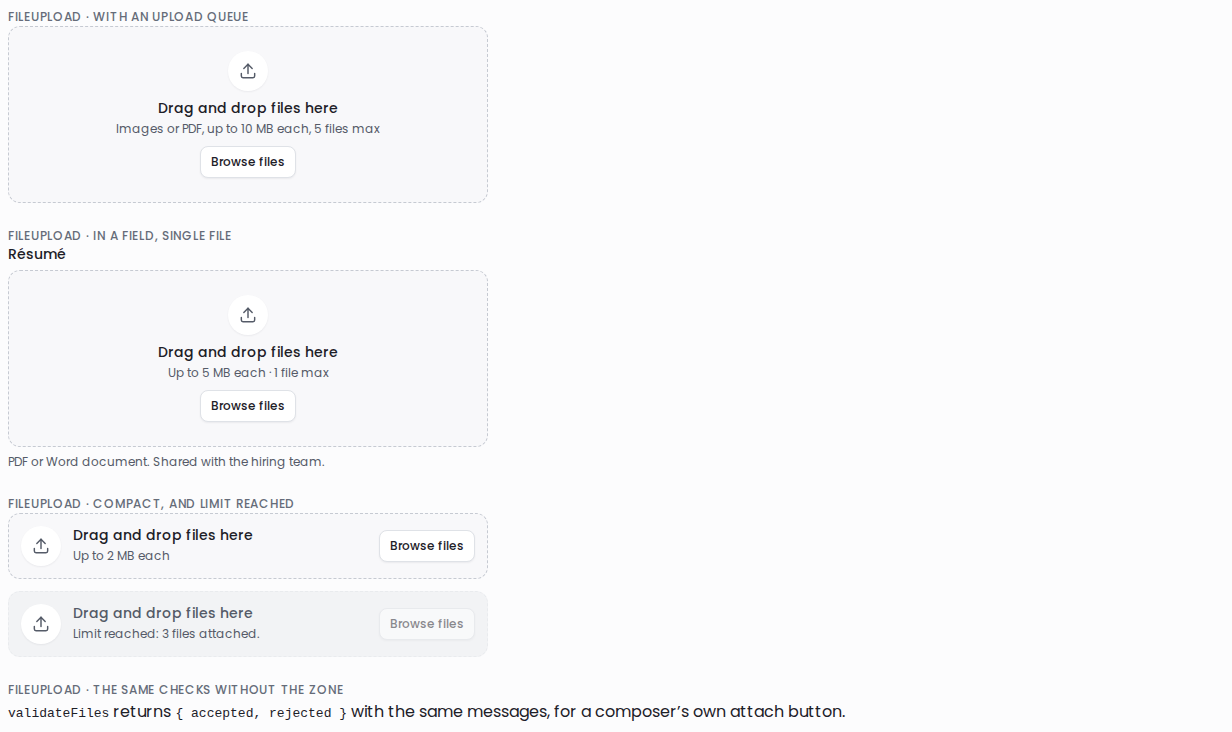 FILEUPLOAD · WITH AN UPLOAD QUEUE
Drag and drop files here
Images or PDF, up to 10 MB each, 5 files max
Browse files
FILEUPLOAD · IN A FIELD, SINGLE FILE
Résumé
Drag and drop files here
Up to 5 MB each · 1 file max
Browse files
PDF or Word document. Shared with the hiring team.
FILEUPLOAD · COMPACT, AND LIMIT REACHED
Drag and drop files here
Up to 2 MB each
Browse files
Drag and drop files here
Limit reached: 3 files attached.
Browse files
FILEUPLOAD · THE SAME CHECKS WITHOUT THE ZONE
validateFiles returns { accepted, rejected } with the same messages, for a composer’s own attach button.